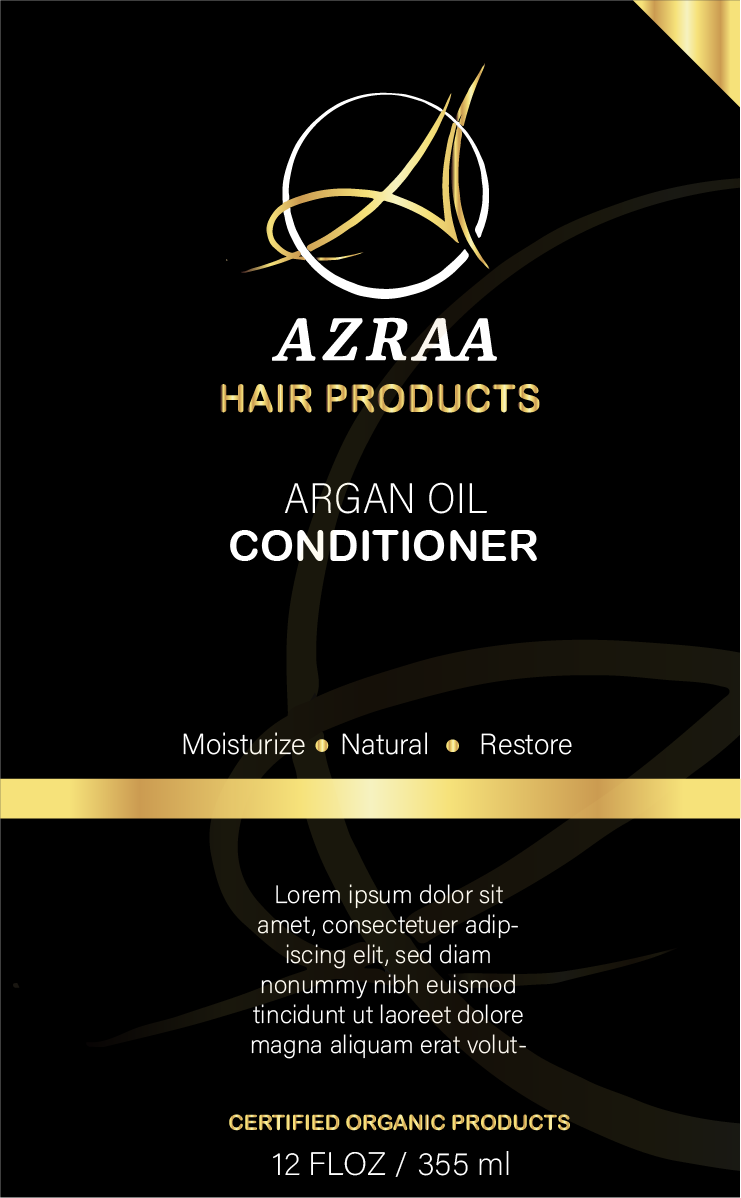 AZRAA
HAIR PRODUCTS
ARGAN OIL
CONDITIONER
Moisturize • Natural • Restore
Lorem ipsum dolor sit
amet, consectetuer adip-
iscing elit, sed diam
nonummy nibh euismod
tincidunt ut laoreet dolore
magna aliquam erat volut-
CERTIFIED ORGANIC PRODUCTS
12 FLOZ / 355 ml